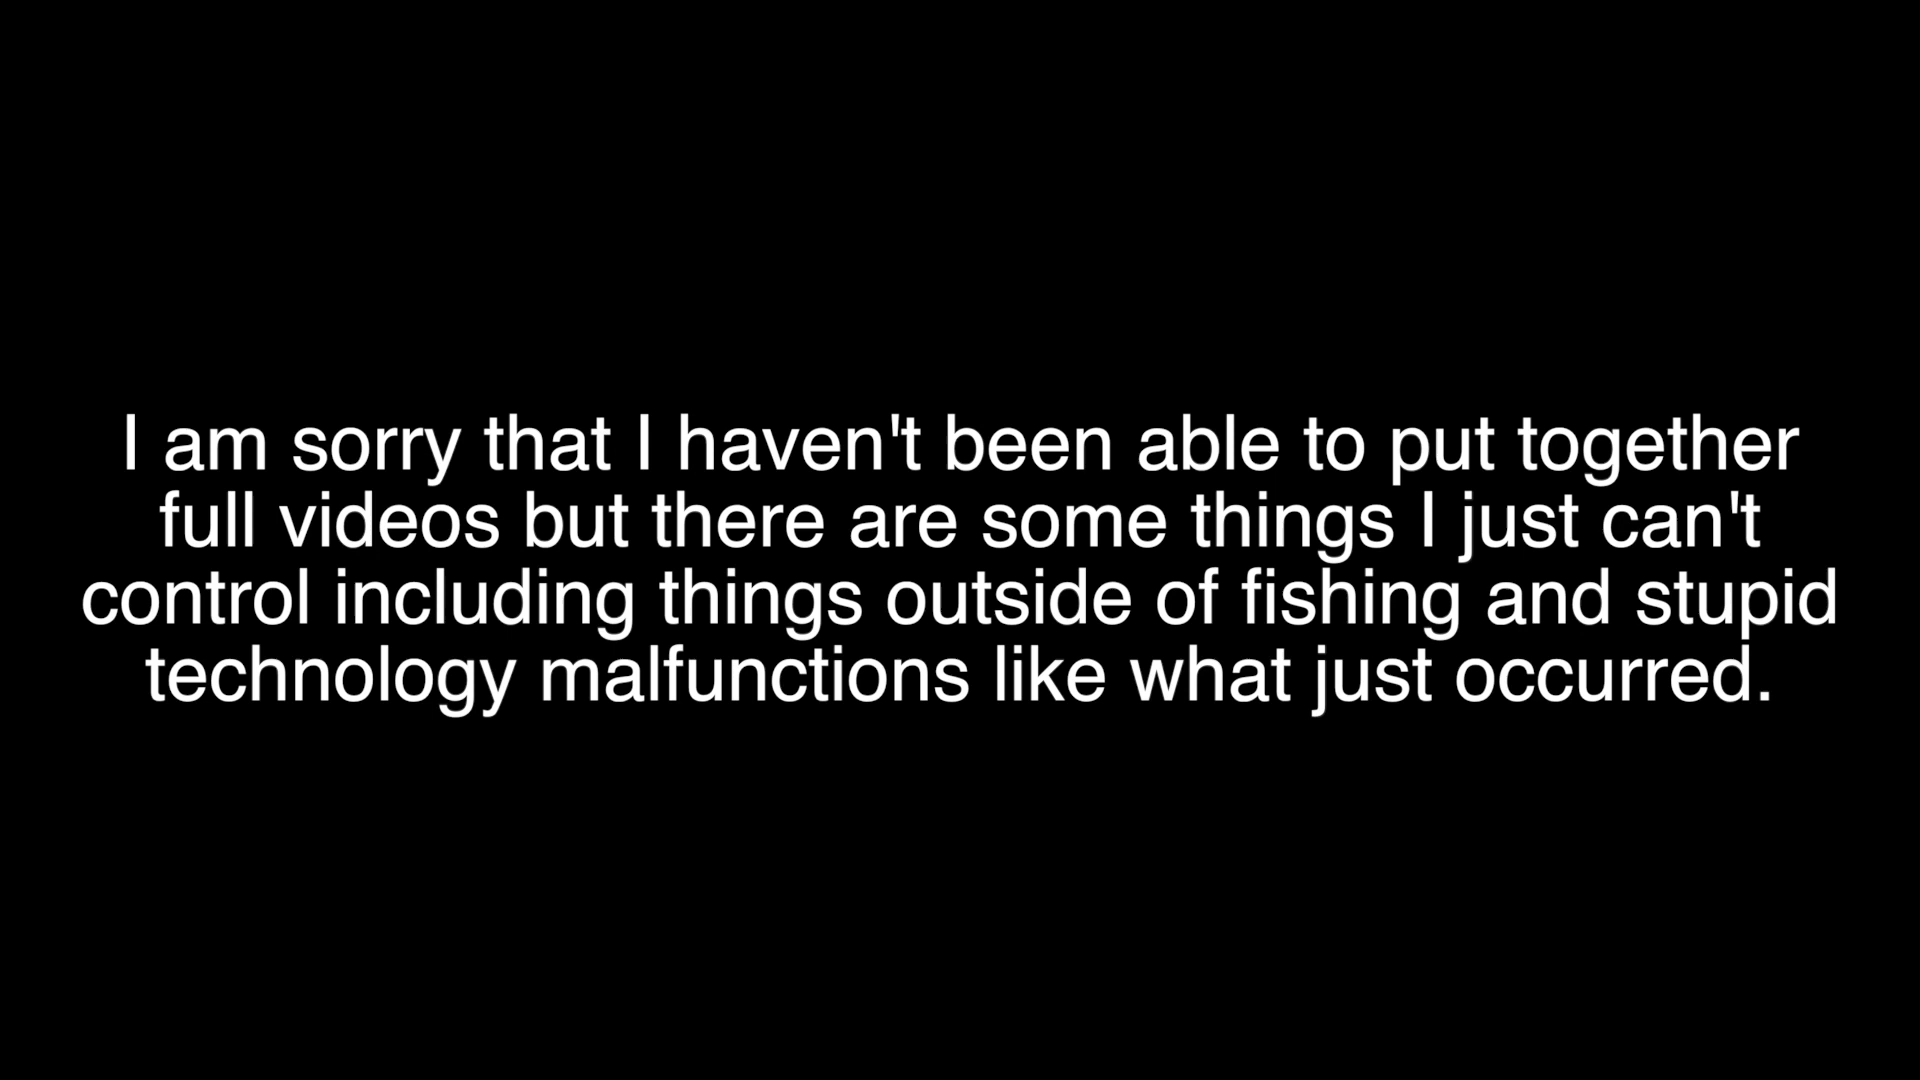 I am sorry that I haven't been able to put together
full videos but there are some things I just can't
control including things outside of fishing and stupid
technology malfunctions like what just occurred.